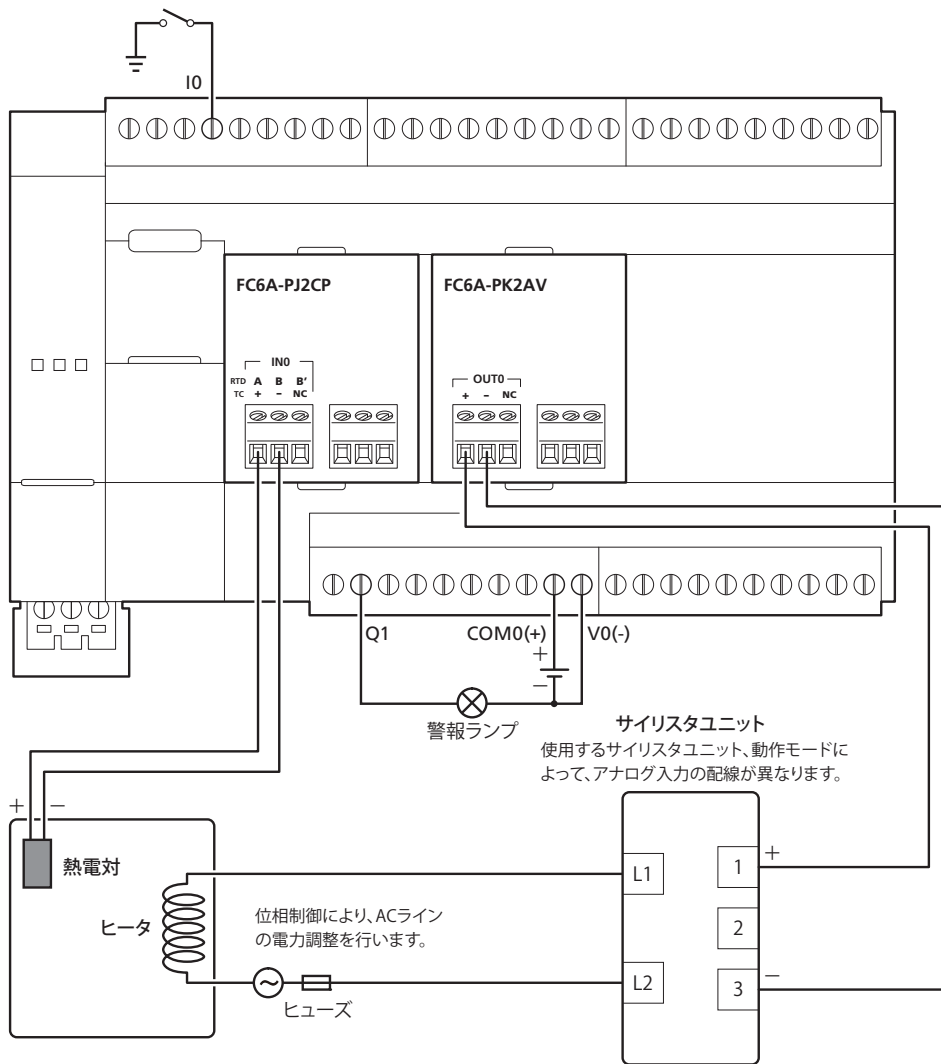 I0
FC6A-PJ2CP
FC6A-PK2AV
IN0
RTD A B B'
TC + − NC
OUT0
+ − NC
Q1
COM0(+)
V0(-)
+
−
警報ランプ
サイリスタユニット
使用するサイリスタユニット、動作モードに
よって、アナログ入力の配線が異なります。
+ −
熱電対
ヒータ
位相制御により、ACライン
の電力調整を行います。
ヒューズ
L1
L2
1
+
2
3
−